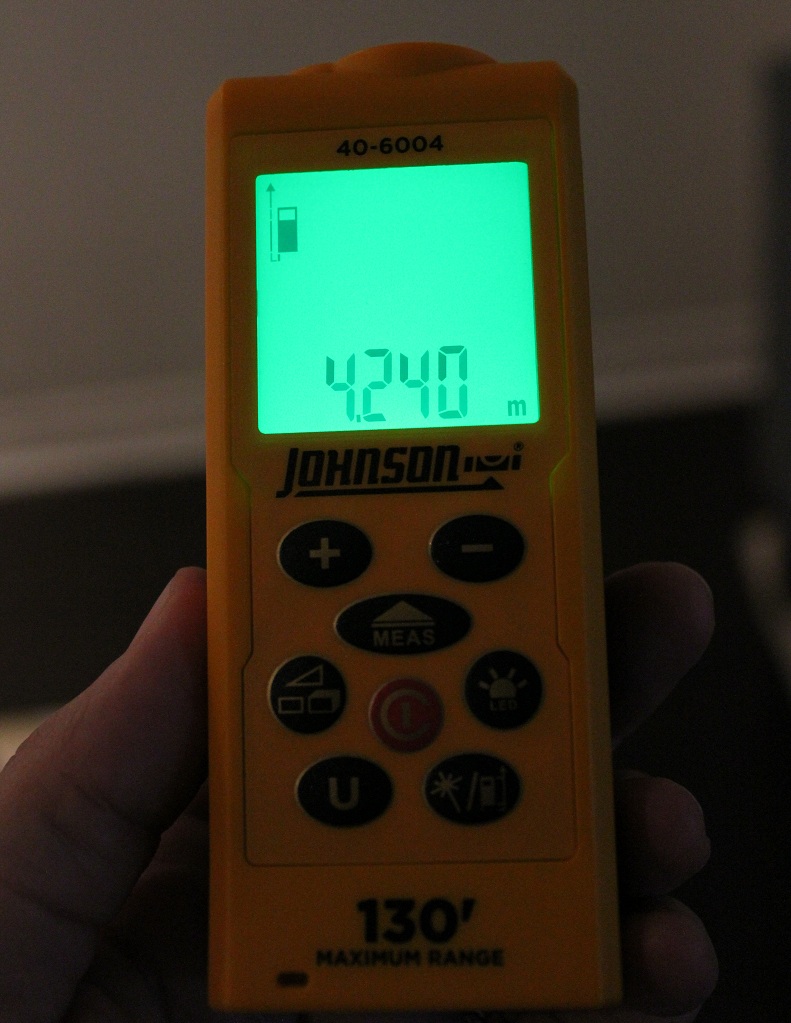 40-6004
4.240 m
JOHNSON®
+ −
MEAS
LED
U
130'
MAXIMUM RANGE